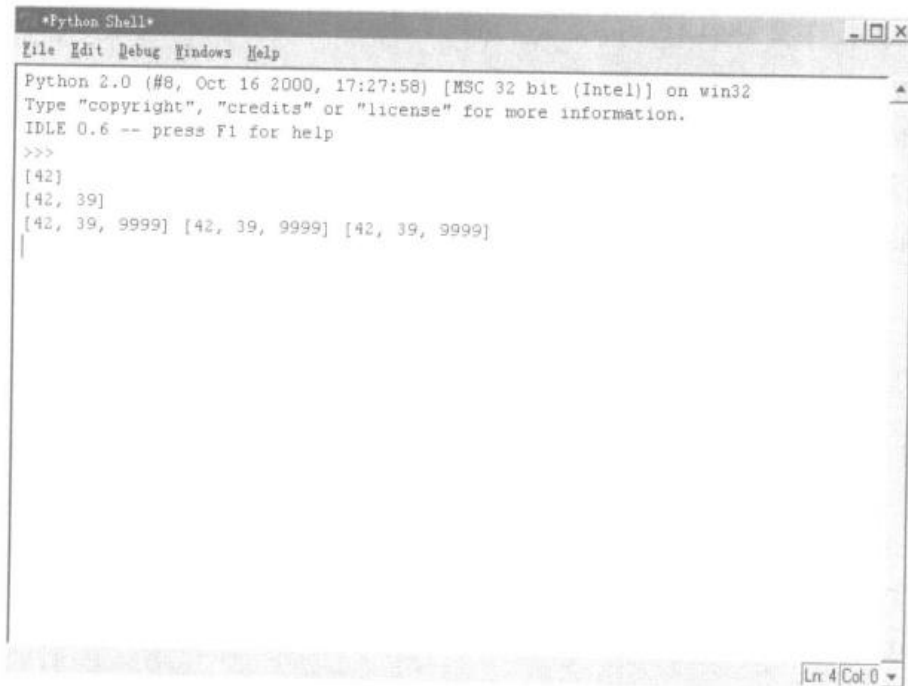 *Python Shell*
File Edit Debug Windows Help
Python 2.0 (#8, Oct 16 2000, 17:27:58) [MSC 32 bit (Intel)] on win32
Type "copyright", "credits" or "license" for more information.
IDLE 0.6 -- press F1 for help
>>>
[42]
[42, 39]
[42, 39, 9999] [42, 39, 9999] [42, 39, 9999]
Ln: 4 Col: 0